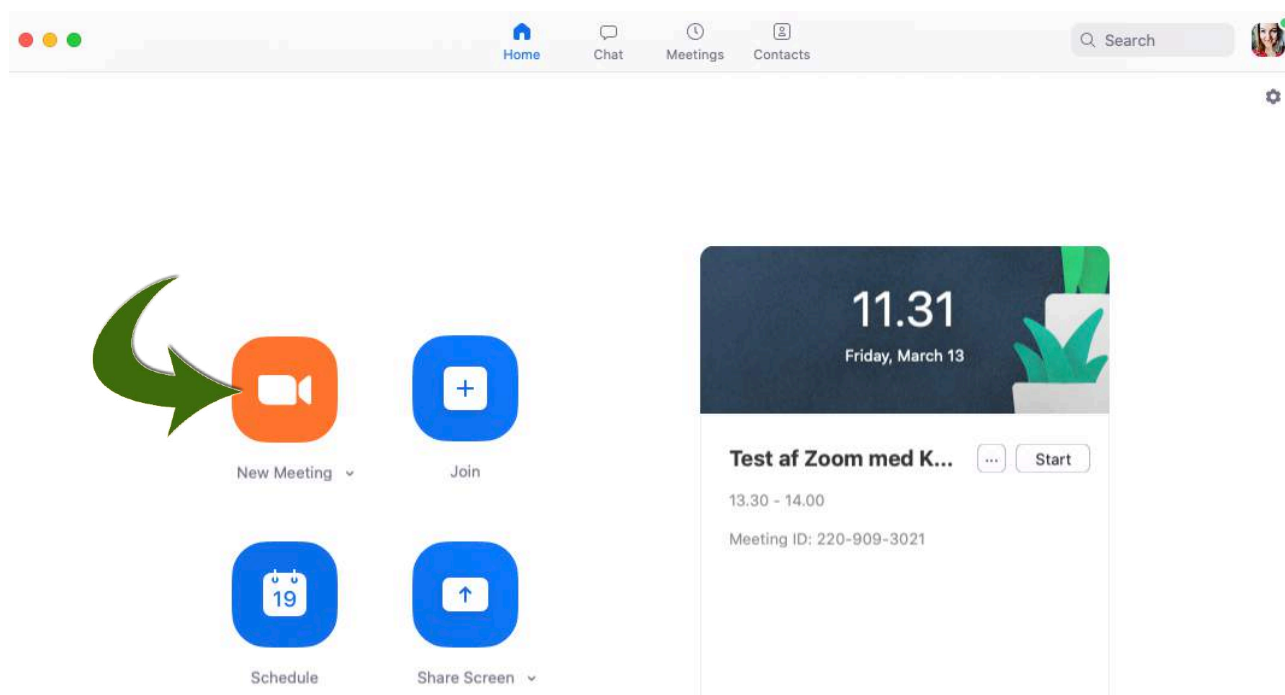 Home
Chat
Meetings
Contacts
Search
11.31
Friday, March 13
New Meeting
Join
Test af Zoom med K... ... Start
13.30 - 14.00
Meeting ID: 220-909-3021
19
Schedule
Share Screen